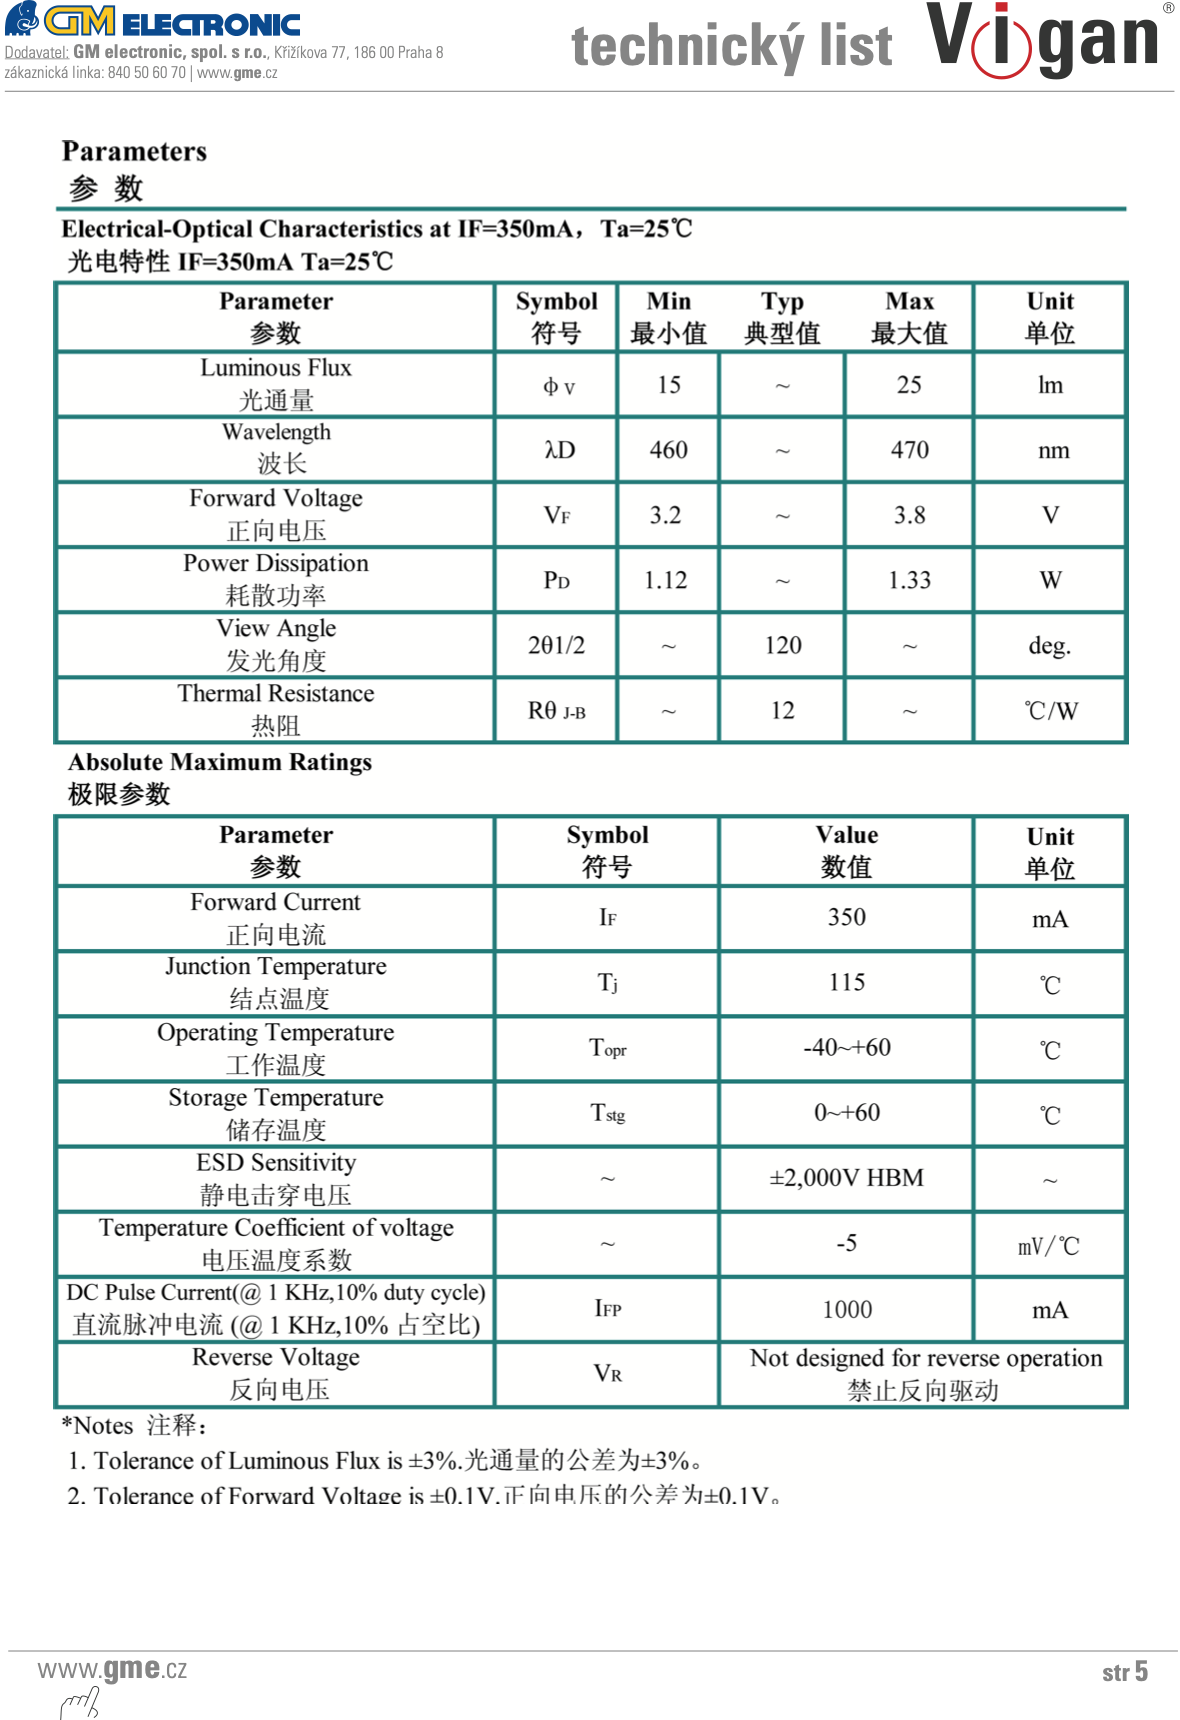 GM ELECTRONIC
Dodavatel: GM electronic, spol. s r.o., Křižíkova 77, 186 00 Praha 8
zákaznická linka: 840 50 60 70 | www.gme.cz
technický list
Vigan®
Parameters
参 数
Electrical-Optical Characteristics at IF=350mA，Ta=25℃
光电特性 IF=350mA Ta=25℃
Parameter Symbol Min Typ Max Unit
参数 符号 最小值 典型值 最大值 单位
Luminous Flux
光通量
ϕ V 15 ~ 25 lm
Wavelength
波长
λD 460 ~ 470 nm
Forward Voltage
正向电压
VF 3.2 ~ 3.8 V
Power Dissipation
耗散功率
PD 1.12 ~ 1.33 W
View Angle
发光角度
2θ1/2 ~ 120 ~ deg.
Thermal Resistance
热阻
Rθ J-B ~ 12 ~ ℃/W
Absolute Maximum Ratings
极限参数
Parameter Symbol Value Unit
参数 符号 数值 单位
Forward Current
正向电流
IF 350 mA
Junction Temperature
结点温度
Tj 115 ℃
Operating Temperature
工作温度
Topr -40~+60 ℃
Storage Temperature
储存温度
Tstg 0~+60 ℃
ESD Sensitivity
静电击穿电压
~ ±2,000V HBM ~
Temperature Coefficient of voltage
电压温度系数
~ -5 mV/℃
DC Pulse Current(@ 1 KHz,10% duty cycle)
直流脉冲电流 (@ 1 KHz,10% 占空比)
IFP 1000 mA
Reverse Voltage
反向电压
VR
Not designed for reverse operation
禁止反向驱动
*Notes 注释：
1. Tolerance of Luminous Flux is ±3%.光通量的公差为±3%。
2. Tolerance of Forward Voltage is ±0.1V.正向电压的公差为±0.1V。
www.gme.cz
str 5